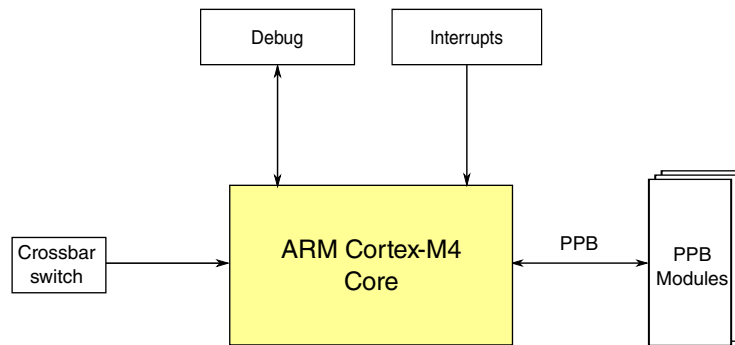 Debug
Interrupts
Crossbar
switch
ARM Cortex-M4
Core
PPB
PPB
Modules